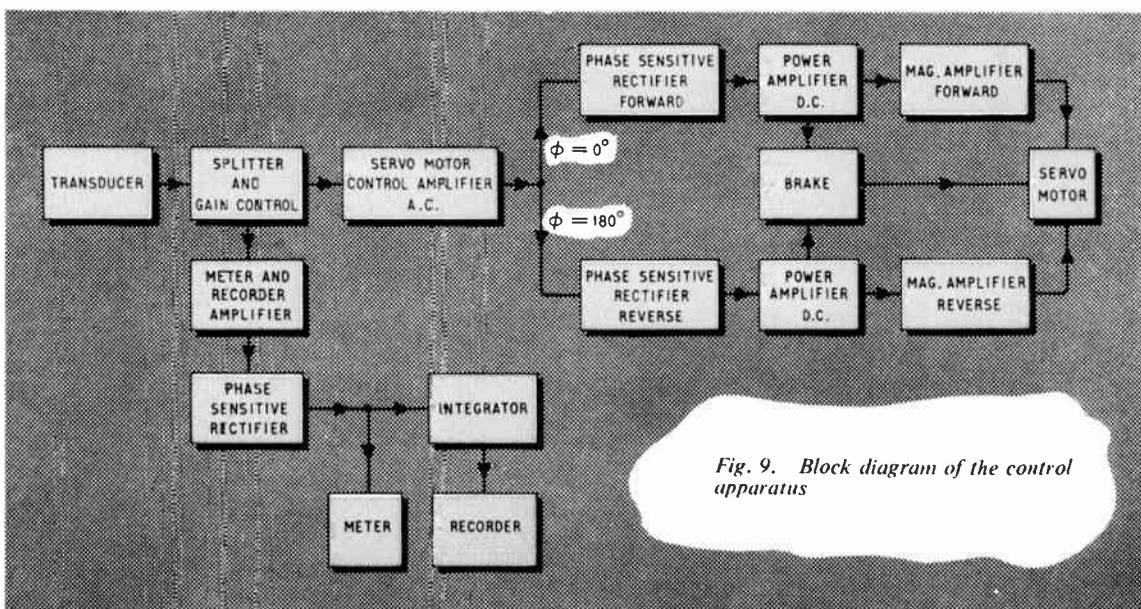 PHASE SENSITIVE
RECTIFIER
FORWARD
POWER
AMPLIFIER
D.C.
MAG. AMPLIFIER
FORWARD
φ = 0°
TRANSDUCER
SPLITTER
AND
GAIN CONTROL
SERVO MOTOR
CONTROL AMPLIFIER
A.C.
BRAKE
SERVO
MOTOR
φ = 180°
METER AND
RECORDER
AMPLIFIER
PHASE SENSITIVE
RECTIFIER
REVERSE
POWER
AMPLIFIER
D.C.
MAG. AMPLIFIER
REVERSE
PHASE
SENSITIVE
RECTIFIER
INTEGRATOR
METER
RECORDER
Fig. 9. Block diagram of the control
apparatus